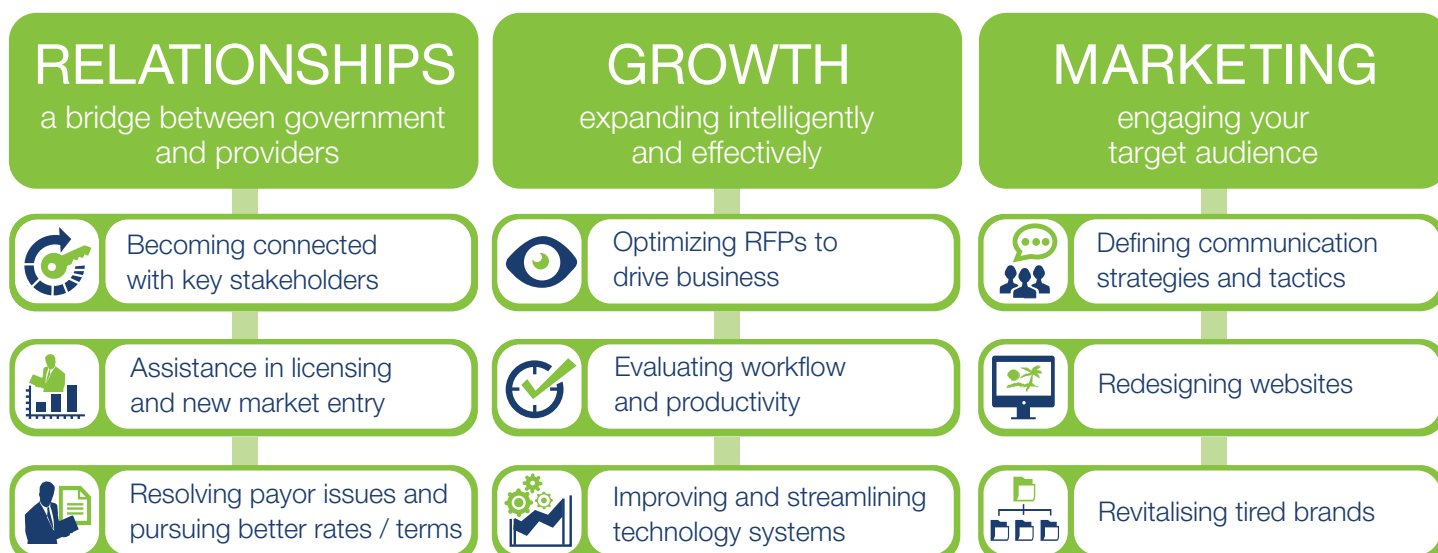 RELATIONSHIPS
a bridge between government
and providers
Becoming connected
with key stakeholders
Assistance in licensing
and new market entry
Resolving payor issues and
pursuing better rates / terms
GROWTH
expanding intelligently
and effectively
Optimizing RFPs to
drive business
Evaluating workflow
and productivity
Improving and streamlining
technology systems
MARKETING
engaging your
target audience
Defining communication
strategies and tactics
Redesigning websites
Revitalising tired brands